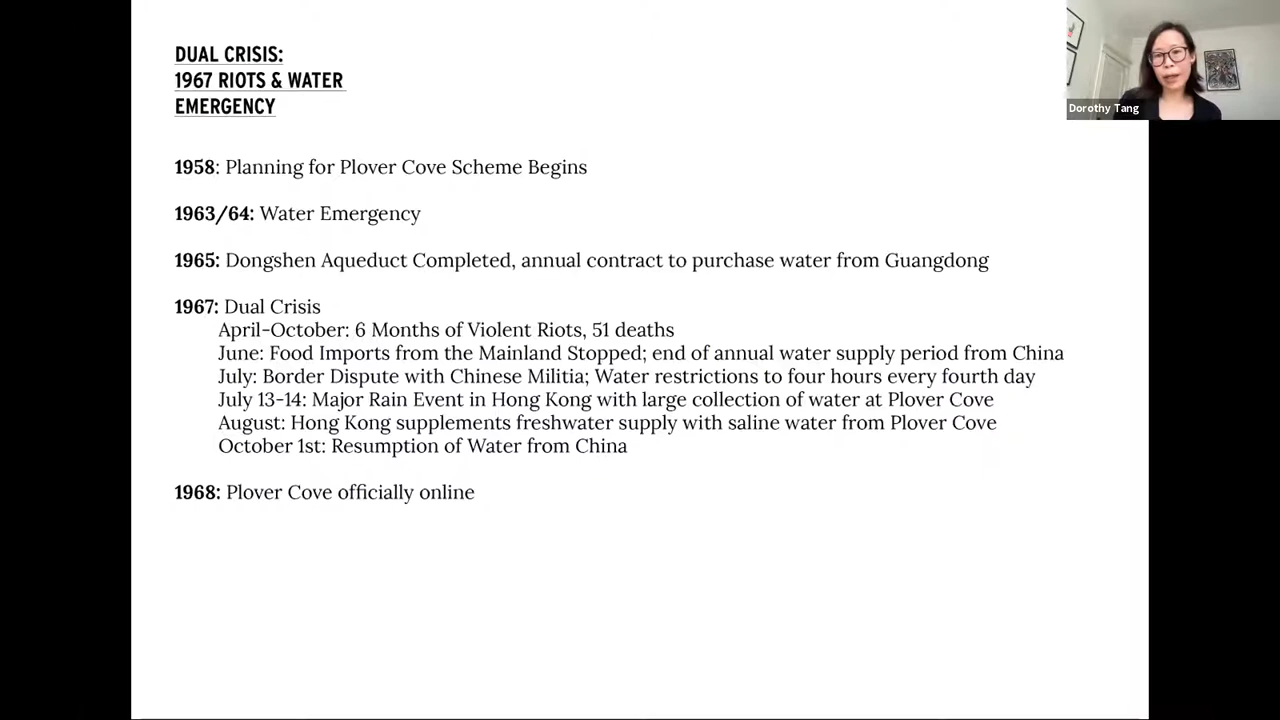 DUAL CRISIS:
1967 RIOTS & WATER
EMERGENCY
1958: Planning for Plover Cove Scheme Begins
1963/64: Water Emergency
1965: Dongshen Aqueduct Completed, annual contract to purchase water from Guangdong
1967: Dual Crisis
April-October: 6 Months of Violent Riots, 51 deaths
June: Food Imports from the Mainland Stopped; end of annual water supply period from China
July: Border Dispute with Chinese Militia; Water restrictions to four hours every fourth day
July 13-14: Major Rain Event in Hong Kong with large collection of water at Plover Cove
August: Hong Kong supplements freshwater supply with saline water from Plover Cove
October 1st: Resumption of Water from China
1968: Plover Cove officially online
Dorothy Tang